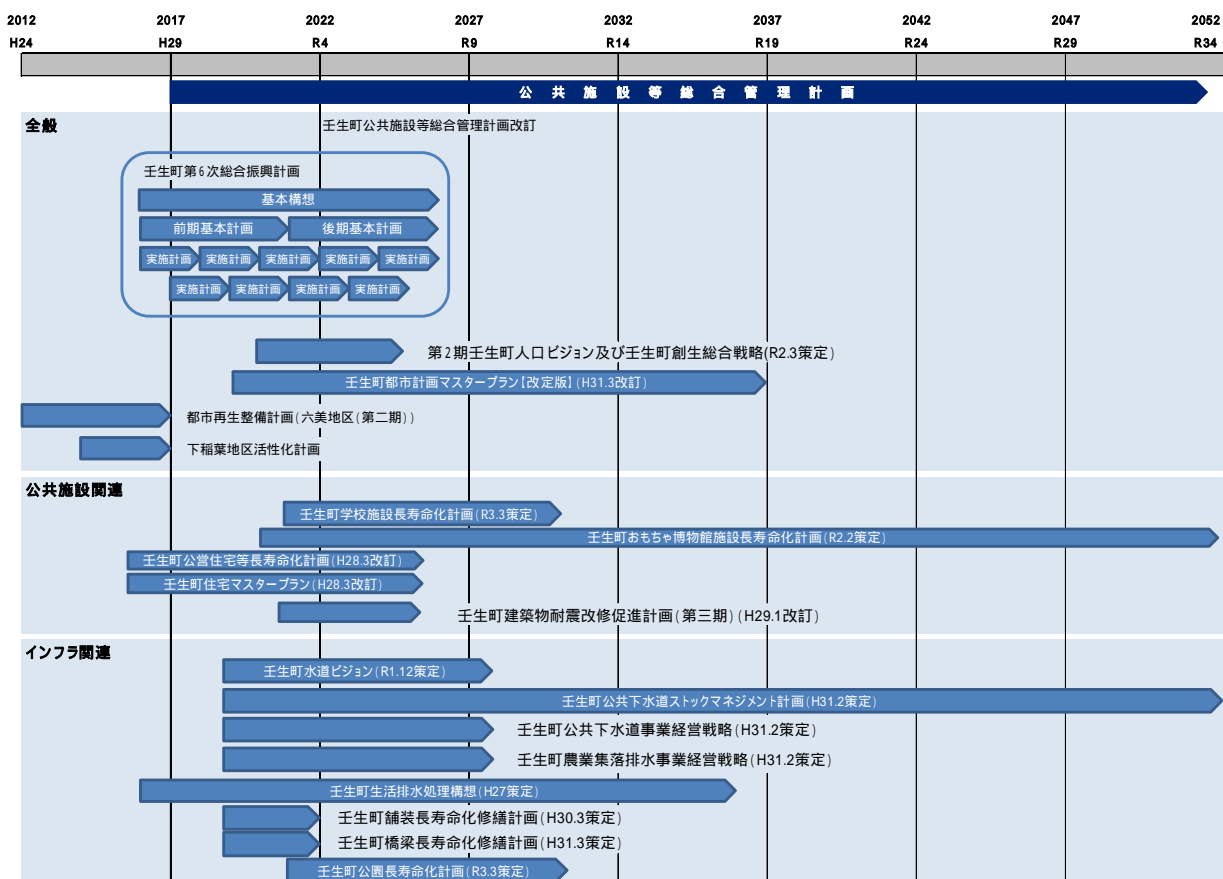 2012 2017 2022 2027 2032 2037 2042 2047 2052
H24 H29 R4 R9 R14 R19 R24 R29 R34
公共施設等総合管理計画
全般
壬生町公共施設等総合管理計画改訂
壬生町第6次総合振興計画
基本構想
前期基本計画 後期基本計画
実施計画 実施計画 実施計画 実施計画 実施計画
実施計画 実施計画 実施計画 実施計画
第2期壬生町人口ビジョン及び壬生町創生総合戦略(R2.3策定)
壬生町都市計画マスタープラン【改定版】(H31.3改訂)
都市再生整備計画(六美地区(第二期))
下稲葉地区活性化計画
公共施設関連
壬生町学校施設長寿命化計画(R3.3策定)
壬生町おもちゃ博物館施設長寿命化計画(R2.2策定)
壬生町公営住宅等長寿命化計画(H28.3改訂)
壬生町住宅マスタープラン(H28.3改訂)
壬生町建築物耐震改修促進計画(第三期)(H29.1改訂)
インフラ関連
壬生町水道ビジョン(R1.12策定)
壬生町公共下水道ストックマネジメント計画(H31.2策定)
壬生町公共下水道事業経営戦略(H31.2策定)
壬生町農業集落排水事業経営戦略(H31.2策定)
壬生町生活排水処理構想(H27策定)
壬生町舗装長寿命化修繕計画(H30.3策定)
壬生町橋梁長寿命化修繕計画(H31.3策定)
壬生町公園長寿命化計画(R3.3策定)